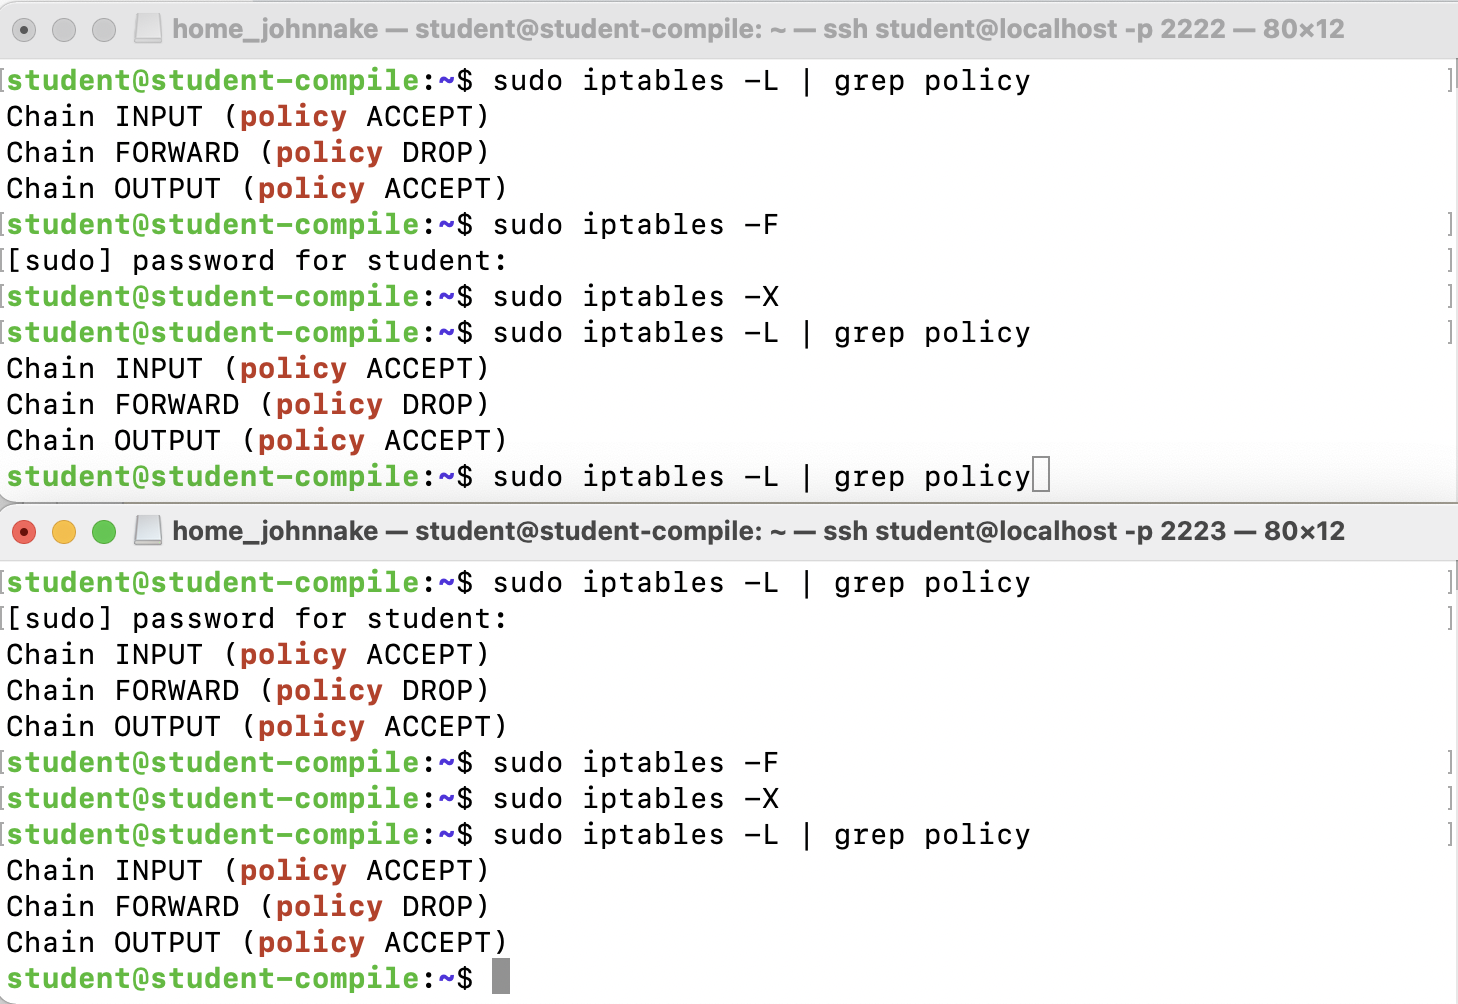 home_johnnake — student@student-compile: ~ — ssh student@localhost -p 2222 — 80×12
[student@student-compile:~$ sudo iptables -L | grep policy ]
Chain INPUT (policy ACCEPT)
Chain FORWARD (policy DROP)
Chain OUTPUT (policy ACCEPT)
[student@student-compile:~$ sudo iptables -F ]
[[sudo] password for student: ]
[student@student-compile:~$ sudo iptables -X ]
[student@student-compile:~$ sudo iptables -L | grep policy ]
Chain INPUT (policy ACCEPT)
Chain FORWARD (policy DROP)
Chain OUTPUT (policy ACCEPT)
student@student-compile:~$ sudo iptables -L | grep policy
home_johnnake — student@student-compile: ~ — ssh student@localhost -p 2223 — 80×12
[student@student-compile:~$ sudo iptables -L | grep policy ]
[[sudo] password for student: ]
Chain INPUT (policy ACCEPT)
Chain FORWARD (policy DROP)
Chain OUTPUT (policy ACCEPT)
[student@student-compile:~$ sudo iptables -F ]
[student@student-compile:~$ sudo iptables -X ]
[student@student-compile:~$ sudo iptables -L | grep policy ]
Chain INPUT (policy ACCEPT)
Chain FORWARD (policy DROP)
Chain OUTPUT (policy ACCEPT)
student@student-compile:~$